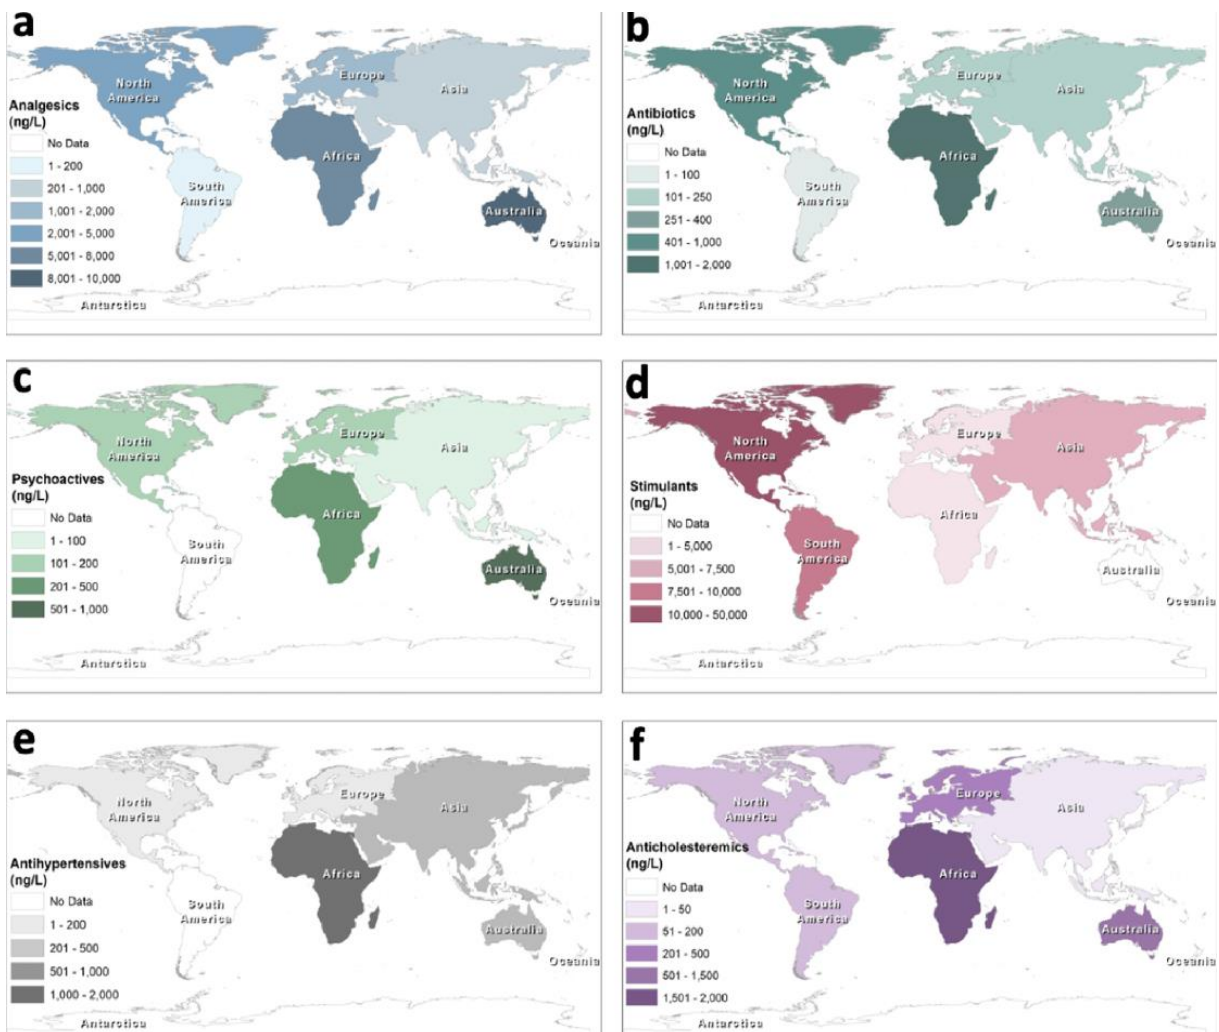 a
Analgesics
(ng/L)
No Data
1 - 200
201 - 1,000
1,001 - 2,000
2,001 - 5,000
5,001 - 8,000
8,001 - 10,000
North
America
Europe
Asia
Africa
South
America
Australia
Oceania
Antarctica
b
Antibiotics
(ng/L)
No Data
1 - 100
101 - 250
251 - 400
401 - 1,000
1,001 - 2,000
North
America
Europe
Asia
Africa
South
America
Australia
Oceania
Antarctica
c
Psychoactives
(ng/L)
No Data
1 - 100
101 - 200
201 - 500
501 - 1,000
North
America
Europe
Asia
Africa
South
America
Australia
Oceania
Antarctica
d
Stimulants
(ng/L)
No Data
1 - 5,000
5,001 - 7,500
7,501 - 10,000
10,000 - 50,000
North
America
Europe
Asia
Africa
South
America
Australia
Oceania
Antarctica
e
Antihypertensives
(ng/L)
No Data
1 - 200
201 - 500
501 - 1,000
1,000 - 2,000
North
America
Europe
Asia
Africa
South
America
Australia
Oceania
Antarctica
f
Anticholesteremics
(ng/L)
No Data
1 - 50
51 - 200
201 - 500
501 - 1,500
1,501 - 2,000
North
America
Europe
Asia
Africa
South
America
Australia
Oceania
Antarctica